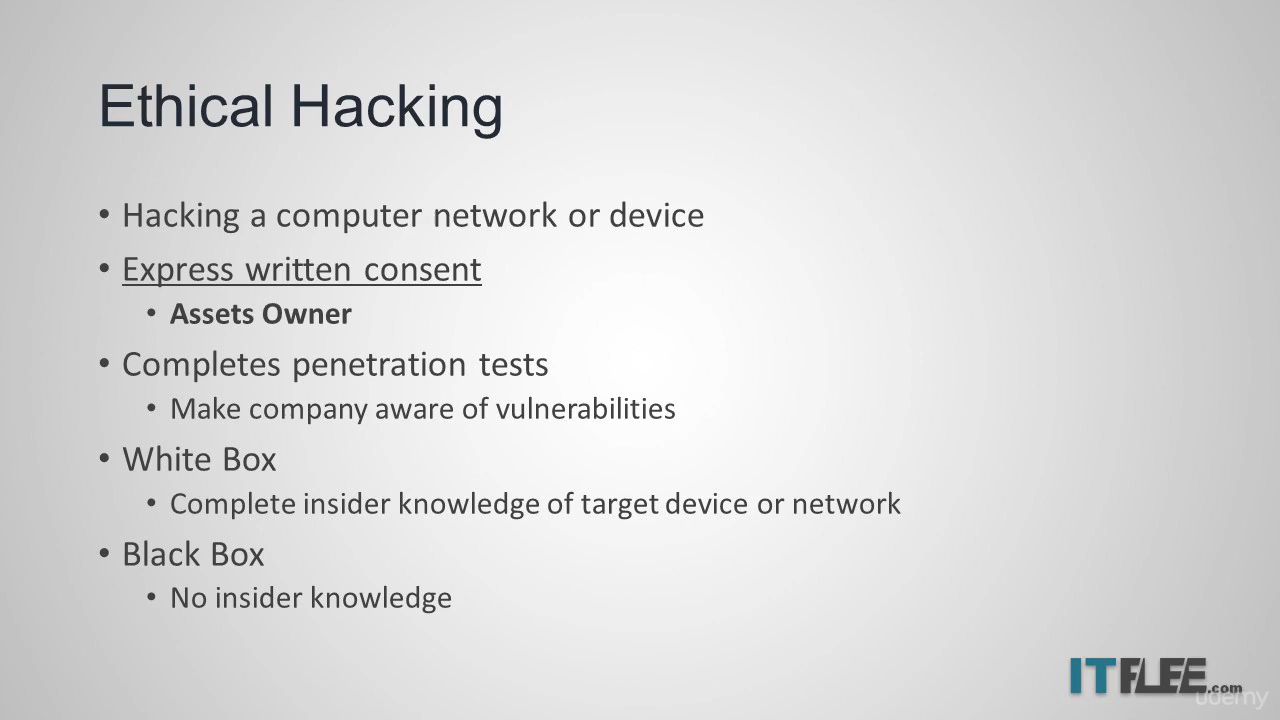 Ethical Hacking
• Hacking a computer network or device
• Express written consent
• Assets Owner
• Completes penetration tests
• Make company aware of vulnerabilities
• White Box
• Complete insider knowledge of target device or network
• Black Box
• No insider knowledge
ITFLEE.com
udemy